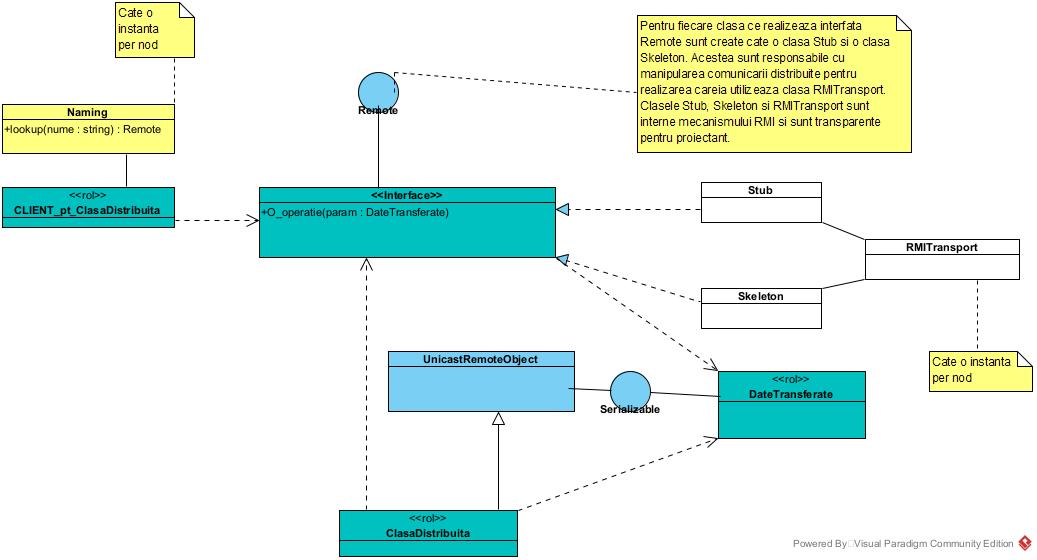 Cate o
instanta
per nod
Pentru fiecare clasa ce realizeaza interfata
Remote sunt create cate o clasa Stub si o clasa
Skeleton. Acestea sunt responsabile cu
manipularea comunicarii distribuite pentru
realizarea careia utilizeaza clasa RMITransport.
Clasele Stub, Skeleton si RMITransport sunt
interne mecanismului RMI si sunt transparente
pentru proiectant.
Remote
Naming
+lookup(nume : string) : Remote
<<rol>>
CLIENT_pt_ClasaDistribuita
<<Interface>>
+O_operatie(param : DateTransferate)
Stub
RMITransport
Skeleton
Cate o instanta
per nod
UnicastRemoteObject
Serializable
<<rol>>
DateTransferate
<<rol>>
ClasaDistribuita
Powered By Visual Paradigm Community Edition